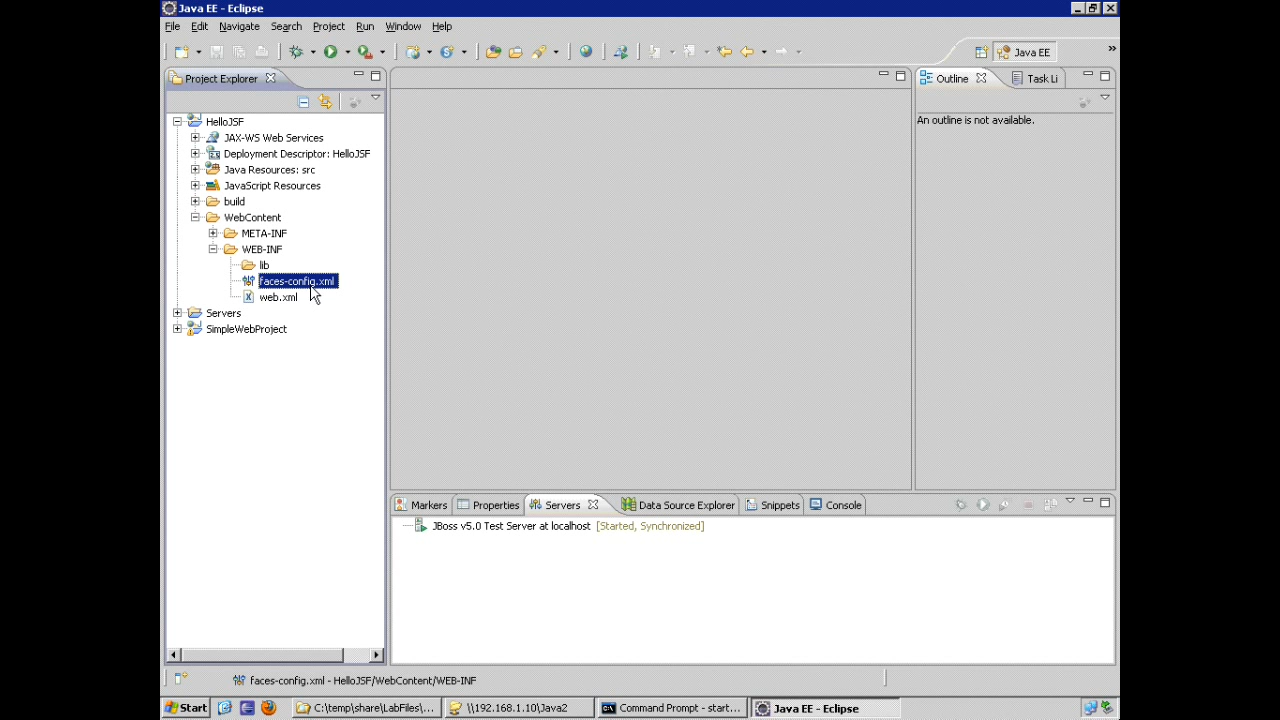 Java EE - Eclipse
File Edit Navigate Search Project Run Window Help
Java EE
Project Explorer
Outline
Task Li
An outline is not available.
HelloJSF
JAX-WS Web Services
Deployment Descriptor: HelloJSF
Java Resources: src
JavaScript Resources
build
WebContent
META-INF
WEB-INF
lib
faces-config.xml
web.xml
Servers
SimpleWebProject
Markers Properties Servers Data Source Explorer Snippets Console
JBoss v5.0 Test Server at localhost [Started, Synchronized]
faces-config.xml - HelloJSF/WebContent/WEB-INF
Start C:\temp\share\LabFiles\... \\192.168.1.10\Java2 Command Prompt - start... Java EE - Eclipse